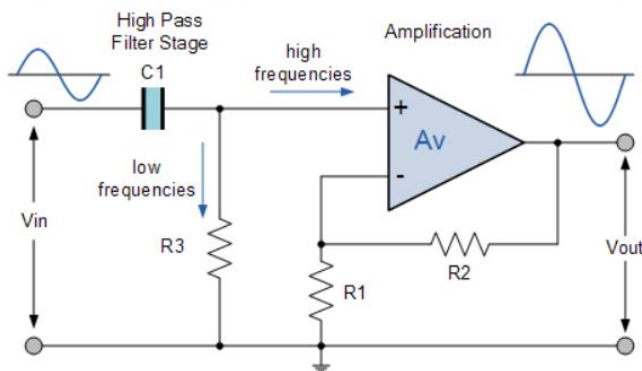 High Pass
Filter Stage
C1
high
frequencies
Amplification
+
Av
-
low
frequencies
Vin
R3
R1
R2
Vout